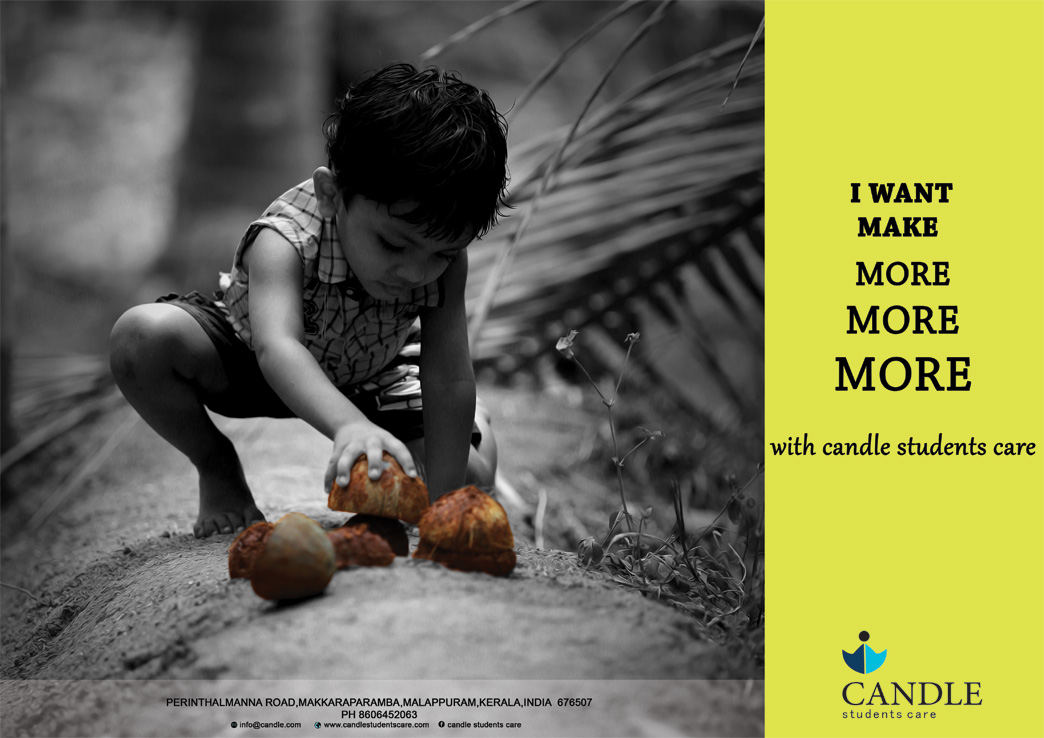 I WANT
MAKE
MORE
MORE
MORE
with candle students care
CANDLE
students care
PERINTHALMANNA ROAD,MAKKARAPARAMBA,MALAPPURAM,KERALA,INDIA 676507
PH 8606452063
info@candle.com www.candlestudentscare.com candle students care